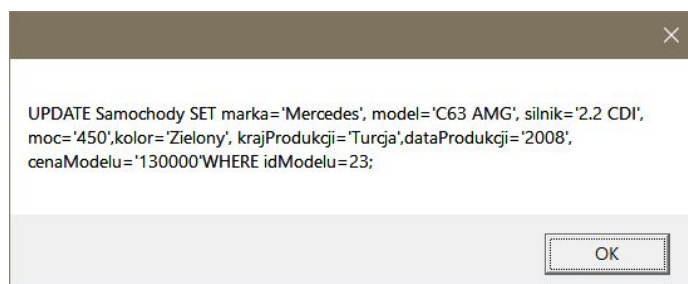 UPDATE Samochody SET marka='Mercedes', model='C63 AMG', silnik='2.2 CDI',
moc='450',kolor='Zielony', krajProdukcji='Turcja',dataProdukcji='2008',
cenaModelu='130000'WHERE idModelu=23;
OK